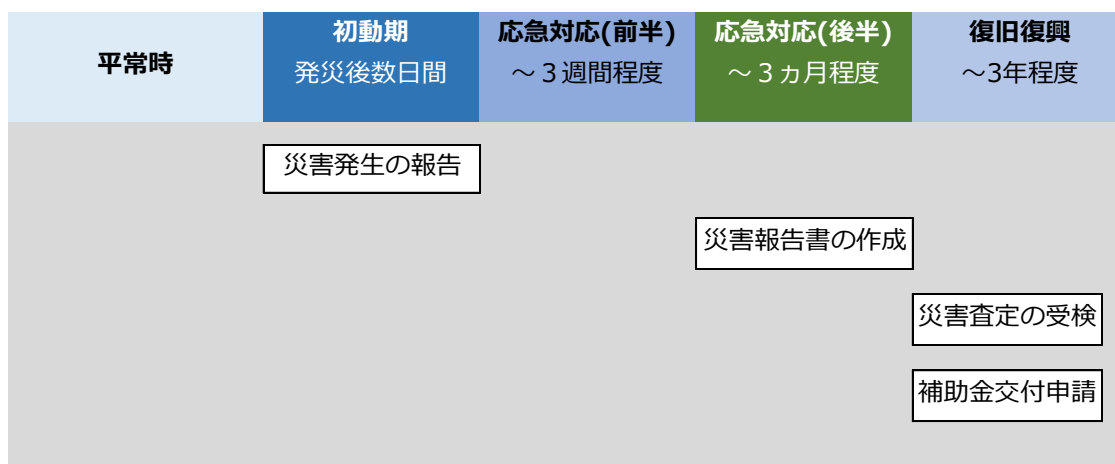 平常時
初動期
発災後数日間
応急対応(前半)
～３週間程度
応急対応(後半)
～３ヵ月程度
復旧復興
～3年程度
災害発生の報告
災害報告書の作成
災害査定の受検
補助金交付申請